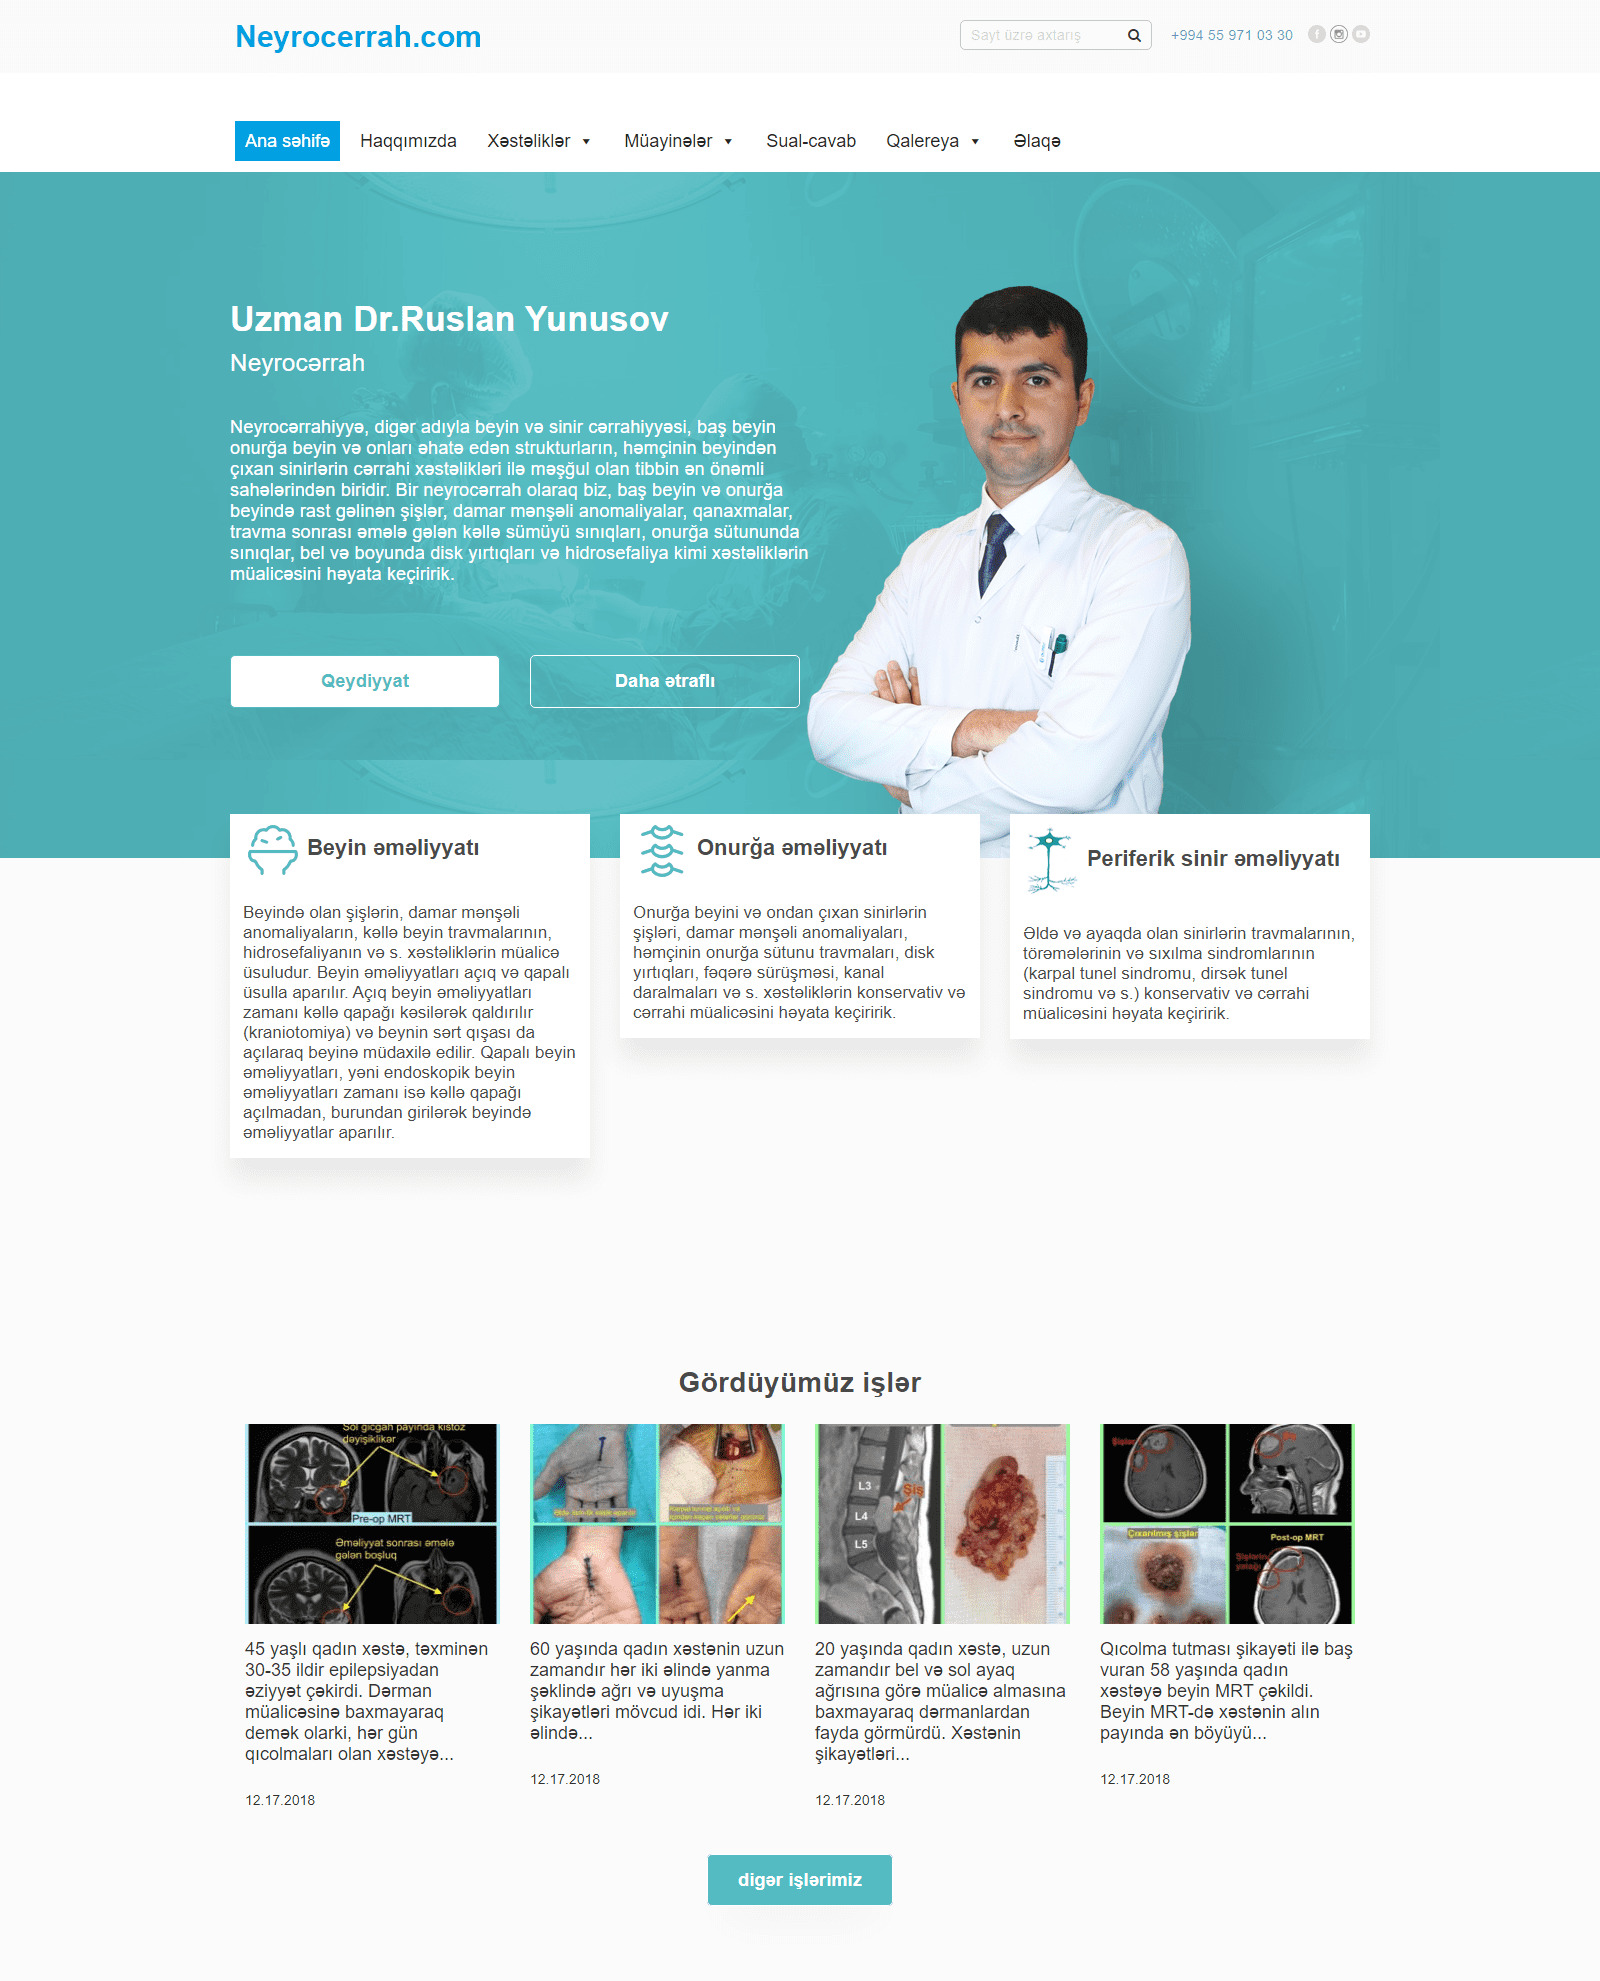 Neyrocerrah.com
Sayt üzrə axtarış
+994 55 971 03 30
Ana səhifə
Haqqımızda
Xəstəliklər
Müayinələr
Sual-cavab
Qalereya
Əlaqə
Uzman Dr.Ruslan Yunusov
Neyrocərrah
Neyrocərrahiyyə, digər adıyla beyin və sinir cərrahiyyəsi, baş beyin
onurğa beyin və onları əhatə edən strukturların, həmçinin beyindən
çıxan sinirlərin cərrahi xəstəlikləri ilə məşğul olan tibbin ən önəmli
sahələrindən biridir. Bir neyrocərrah olaraq biz, baş beyin və onurğa
beyində rast gəlinən şişlər, damar mənşəli anomaliyalar, qanaxmalar,
travma sonrası əmələ gələn kəllə sümüyü sınıqları, onurğa sütununda
sınıqlar, bel və boyunda disk yırtıqları və hidrosefaliya kimi xəstəliklərin
müalicəsini həyata keçiririk.
Qeydiyyat
Daha ətraflı
Beyin əməliyyatı
Beyində olan şişlərin, damar mənşəli
anomaliyaların, kəllə beyin travmalarının,
hidrosefaliyanın və s. xəstəliklərin müalicə
üsuludur. Beyin əməliyyatları açıq və qapalı
üsulla aparılır. Açıq beyin əməliyyatları
zamanı kəllə qapağı kəsilərək qaldırılır
(kraniotomiya) və beynin sərt qışası da
açılaraq beyinə müdaxilə edilir. Qapalı beyin
əməliyyatları, yəni endoskopik beyin
əməliyyatları zamanı isə kəllə qapağı
açılmadan, burundan girilərək beyində
əməliyyatlar aparılır.
Onurğa əməliyyatı
Onurğa beyini və ondan çıxan sinirlərin
şişləri, damar mənşəli anomaliyaları,
həmçinin onurğa sütunu travmaları, disk
yırtıqları, fəqərə sürüşməsi, kanal
daralmaları və s. xəstəliklərin konservativ və
cərrahi müalicəsini həyata keçiririk.
Periferik sinir əməliyyatı
Əldə və ayaqda olan sinirlərin travmalarının,
törəmələrinin və sıxılma sindromlarının
(karpal tunel sindromu, dirsək tunel
sindromu və s.) konservativ və cərrahi
müalicəsini həyata keçiririk.
Gördüyümüz işlər
Sol gicgah payında kistoz
dəyişikliklər
Pre-op MRT
Əməliyyat sonrası əmələ
gələn boşluq
L3
L4
L5
Şiş
Şişlər
Şiş
Çıxarılmış şişlər
Post-op MRT
Şişlərin
yatağı
45 yaşlı qadın xəstə, təxminən
30-35 ildir epilepsiyadan
əziyyət çəkirdi. Dərman
müalicəsinə baxmayaraq
demək olarki, hər gün
qıcolmaları olan xəstəyə...
12.17.2018
60 yaşında qadın xəstənin uzun
zamandır hər iki əlində yanma
şəklində ağrı və uyuşma
şikayətləri mövcud idi. Hər iki
əlində...
12.17.2018
20 yaşında qadın xəstə, uzun
zamandır bel və sol ayaq
ağrısına görə müalicə almasına
baxmayaraq dərmanlardan
fayda görmürdü. Xəstənin
şikayətləri...
12.17.2018
Qıcolma tutması şikayəti ilə baş
vuran 58 yaşında qadın
xəstəyə beyin MRT çəkildi.
Beyin MRT-də xəstənin alın
payında ən böyüyü...
12.17.2018
digər işlərimiz